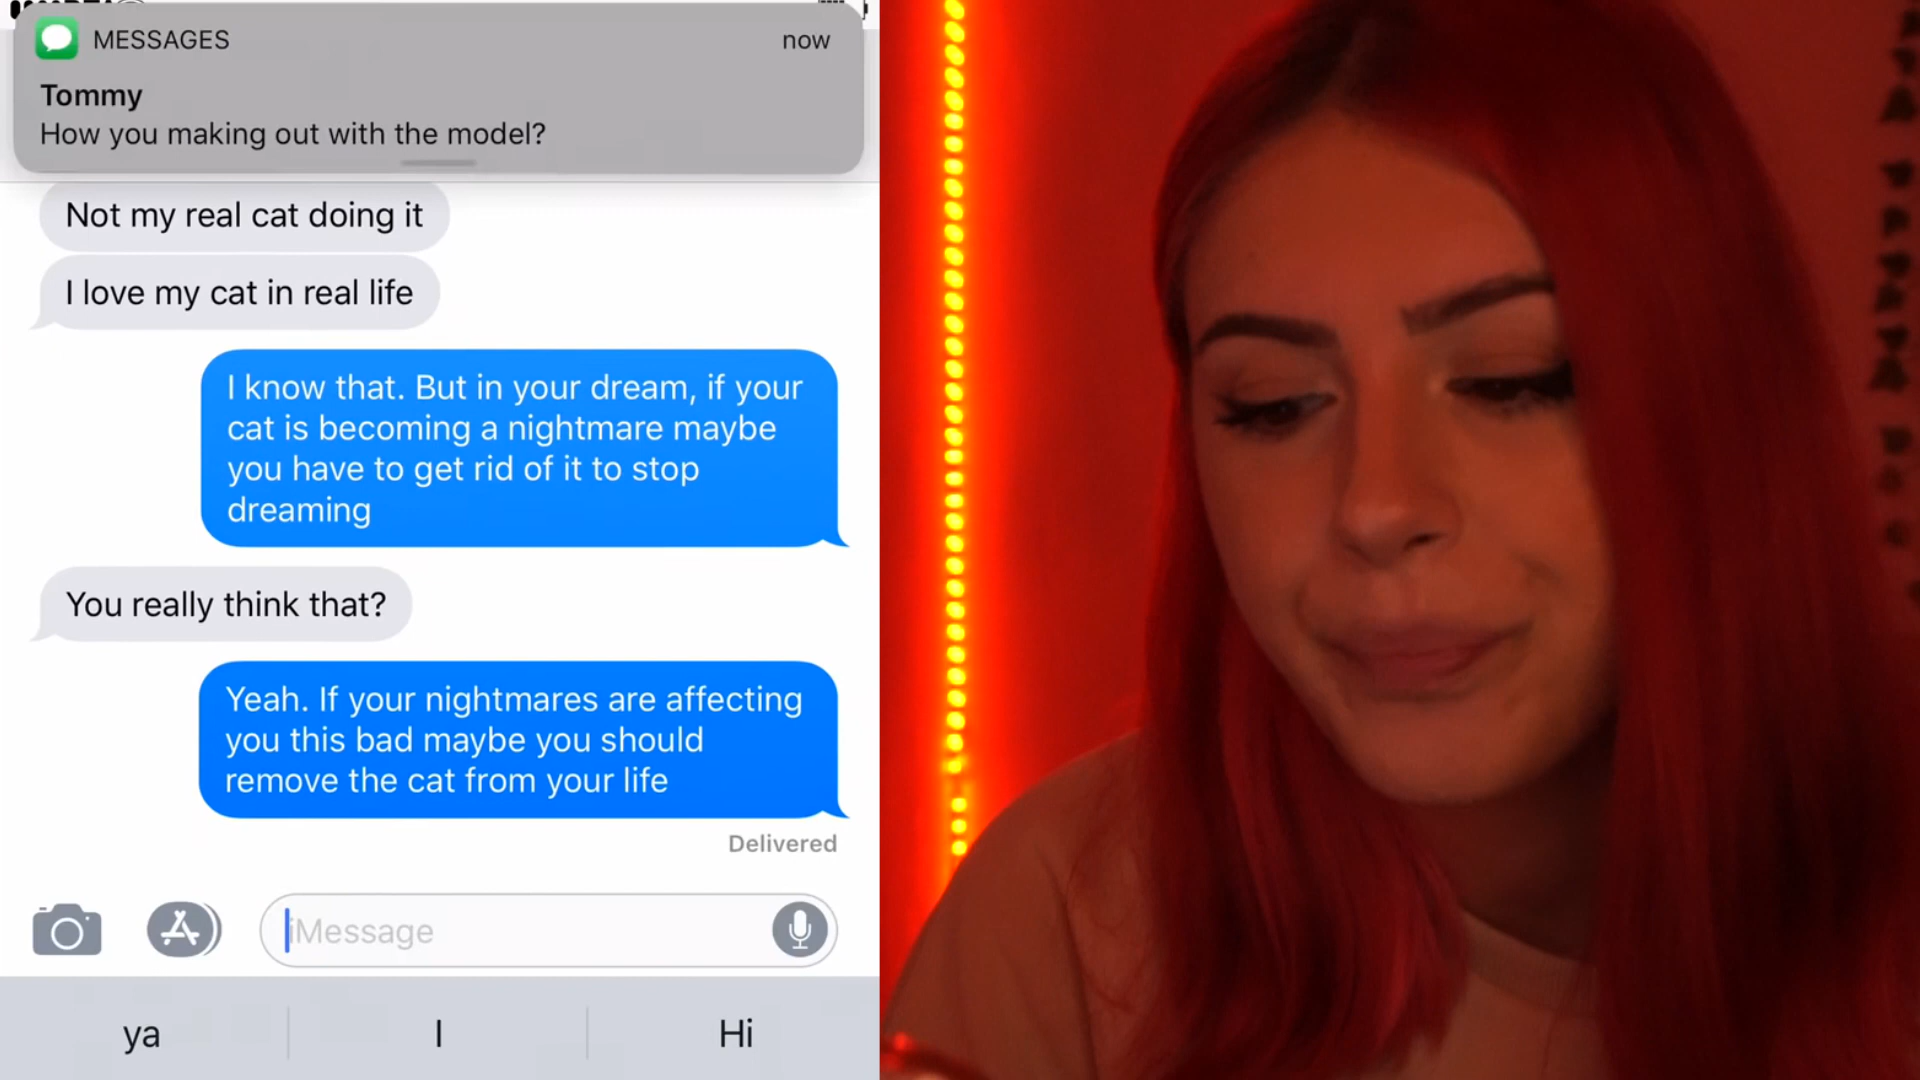 MESSAGES now
Tommy
How you making out with the model?
Not my real cat doing it
I love my cat in real life
I know that. But in your dream, if your
cat is becoming a nightmare maybe
you have to get rid of it to stop
dreaming
You really think that?
Yeah. If your nightmares are affecting
you this bad maybe you should
remove the cat from your life
Delivered
iMessage
ya I Hi